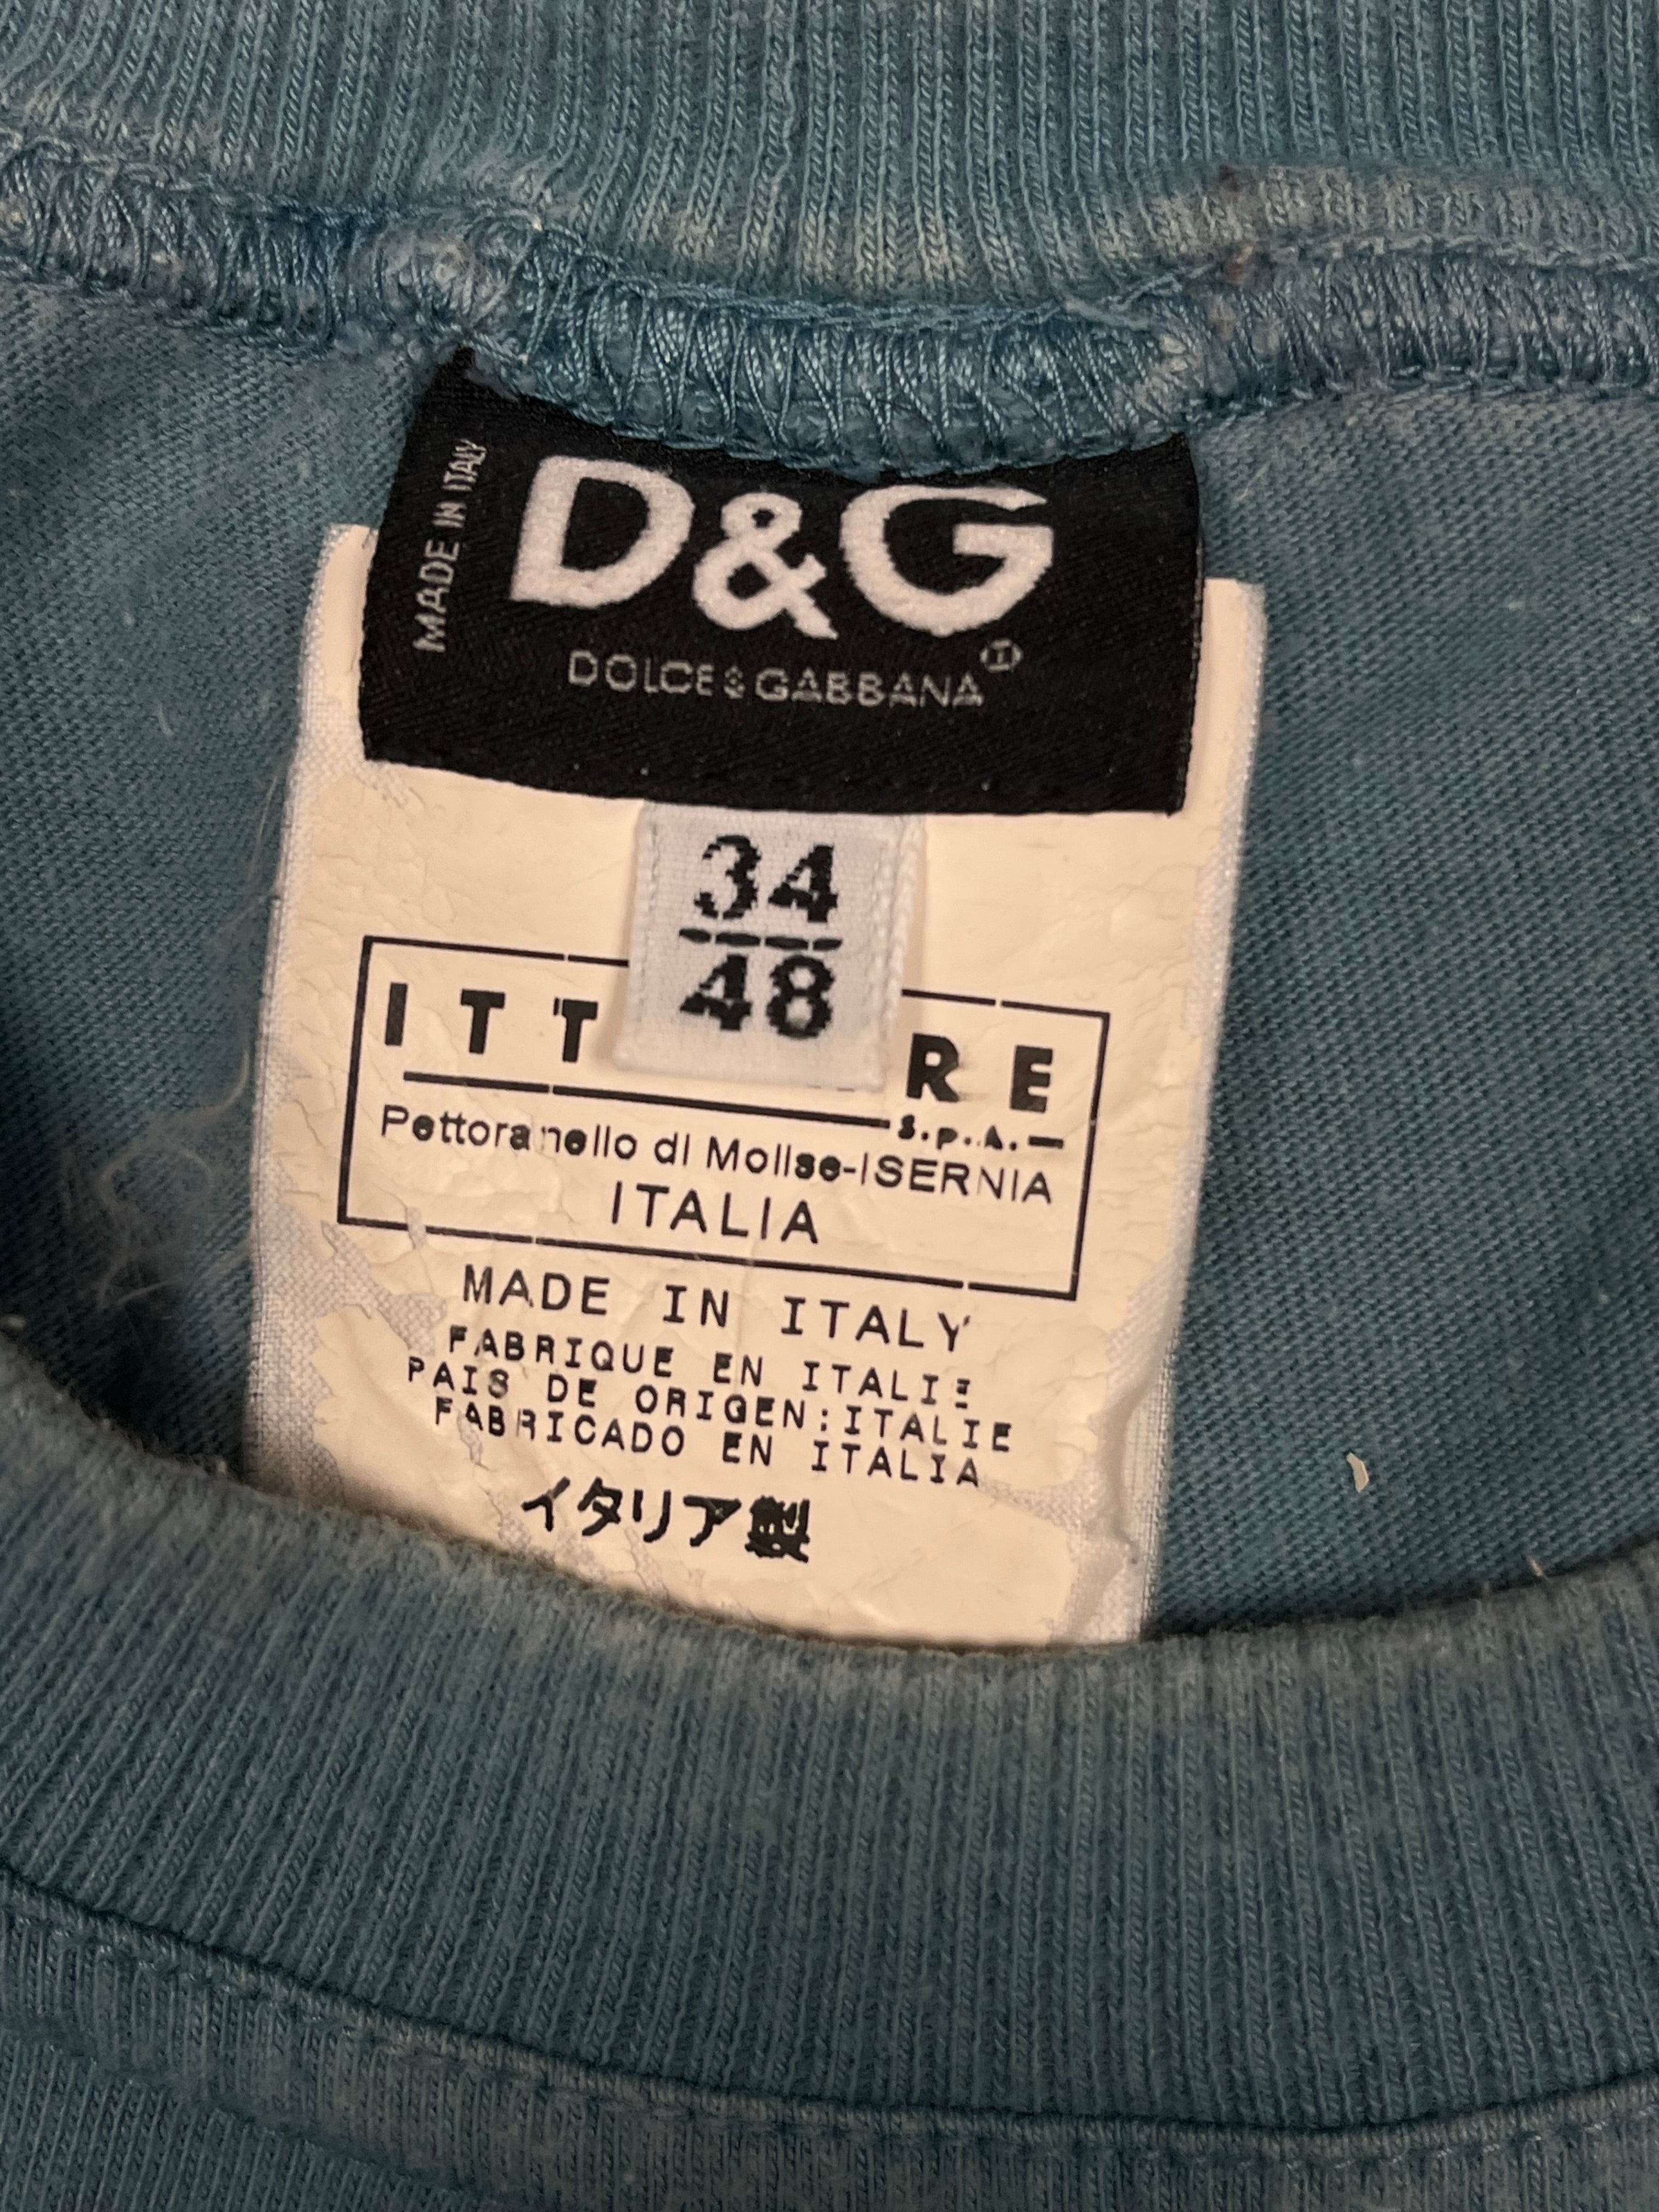 MADE IN ITALY
D&G
DOLCE&GABBANA
34
48
ITT RE
S.p.A.
Pettoranello di Molise-ISERNIA
ITALIA
MADE IN ITALY
FABRIQUE EN ITALIE
PAIS DE ORIGEN:ITALIE
FABRICADO EN ITALIA
イタリア製